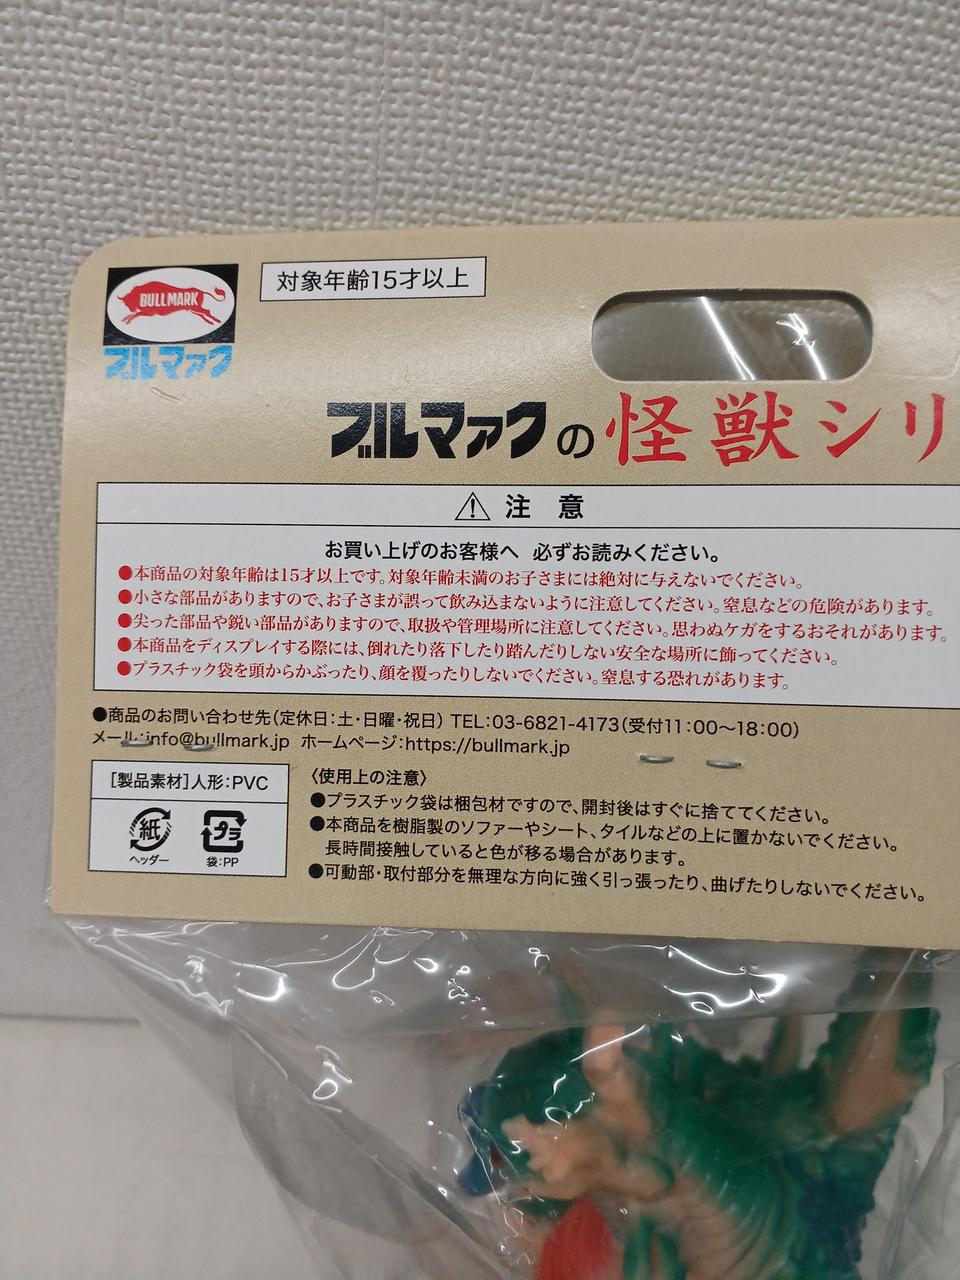 BULLMARK
ブルマァク
対象年齢15才以上
ブルマァクの怪獣シリ
注 意
お買い上げのお客様へ 必ずお読みください。
●本商品の対象年齢は15才以上です。対象年齢未満のお子さまには絶対に与えないでください。
●小さな部品がありますので、お子さまが誤って飲み込まないように注意してください。窒息などの危険があります。
●尖った部品や鋭い部品がありますので、取扱や管理場所に注意してください。思わぬケガをするおそれがあります。
●本商品をディスプレイする際には、倒れたり落下したり踏んだりしない安全な場所に飾ってください。
●プラスチック袋を頭からかぶったり、顔を覆ったりしないでください。窒息する恐れがあります。
●商品のお問い合わせ先(定休日:土・日曜・祝日) TEL:03-6821-4173(受付11:00〜18:00)
メール:info@bullmark.jp ホームページ:https://bullmark.jp
[製品素材]人形:PVC
紙
ヘッダー
プラ
袋:PP
〈使用上の注意〉
●プラスチック袋は梱包材ですので、開封後はすぐに捨ててください。
●本商品を樹脂製のソファーやシート、タイルなどの上に置かないでください。
長時間接触していると色が移る場合があります。
●可動部・取付部分を無理な方向に強く引っ張ったり、曲げたりしないでください。